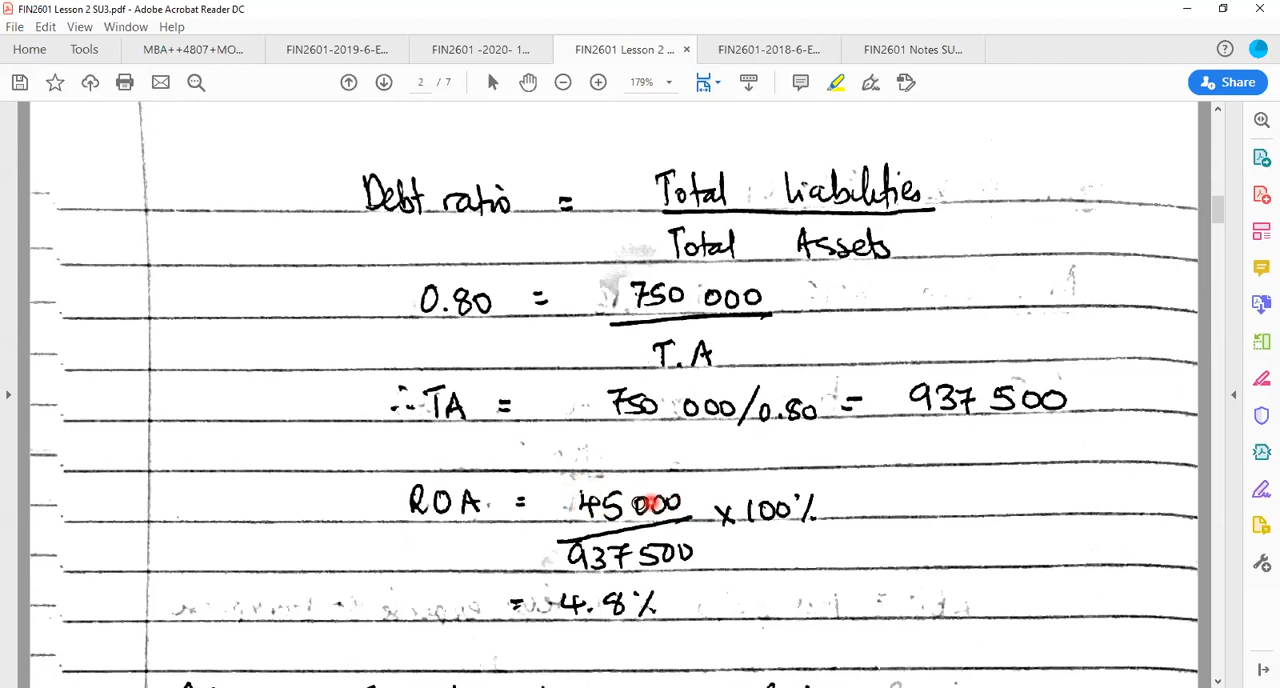 FIN2601 Lesson 2 SU3.pdf - Adobe Acrobat Reader DC
File Edit View Window Help
Home Tools MBA++4807+MO... FIN2601-2019-6-E... FIN2601 -2020- 1... FIN2601 Lesson 2 ... × FIN2601-2018-6-E... FIN2601 Notes SU...
2 / 7 179% Share
Debt ratio = Total liabilities
Total Assets
0.80 = 750 000
T.A
∴ TA = 750 000/0.80 = 937 500
ROA = 45 000 x 100%
937 500
= 4.8%